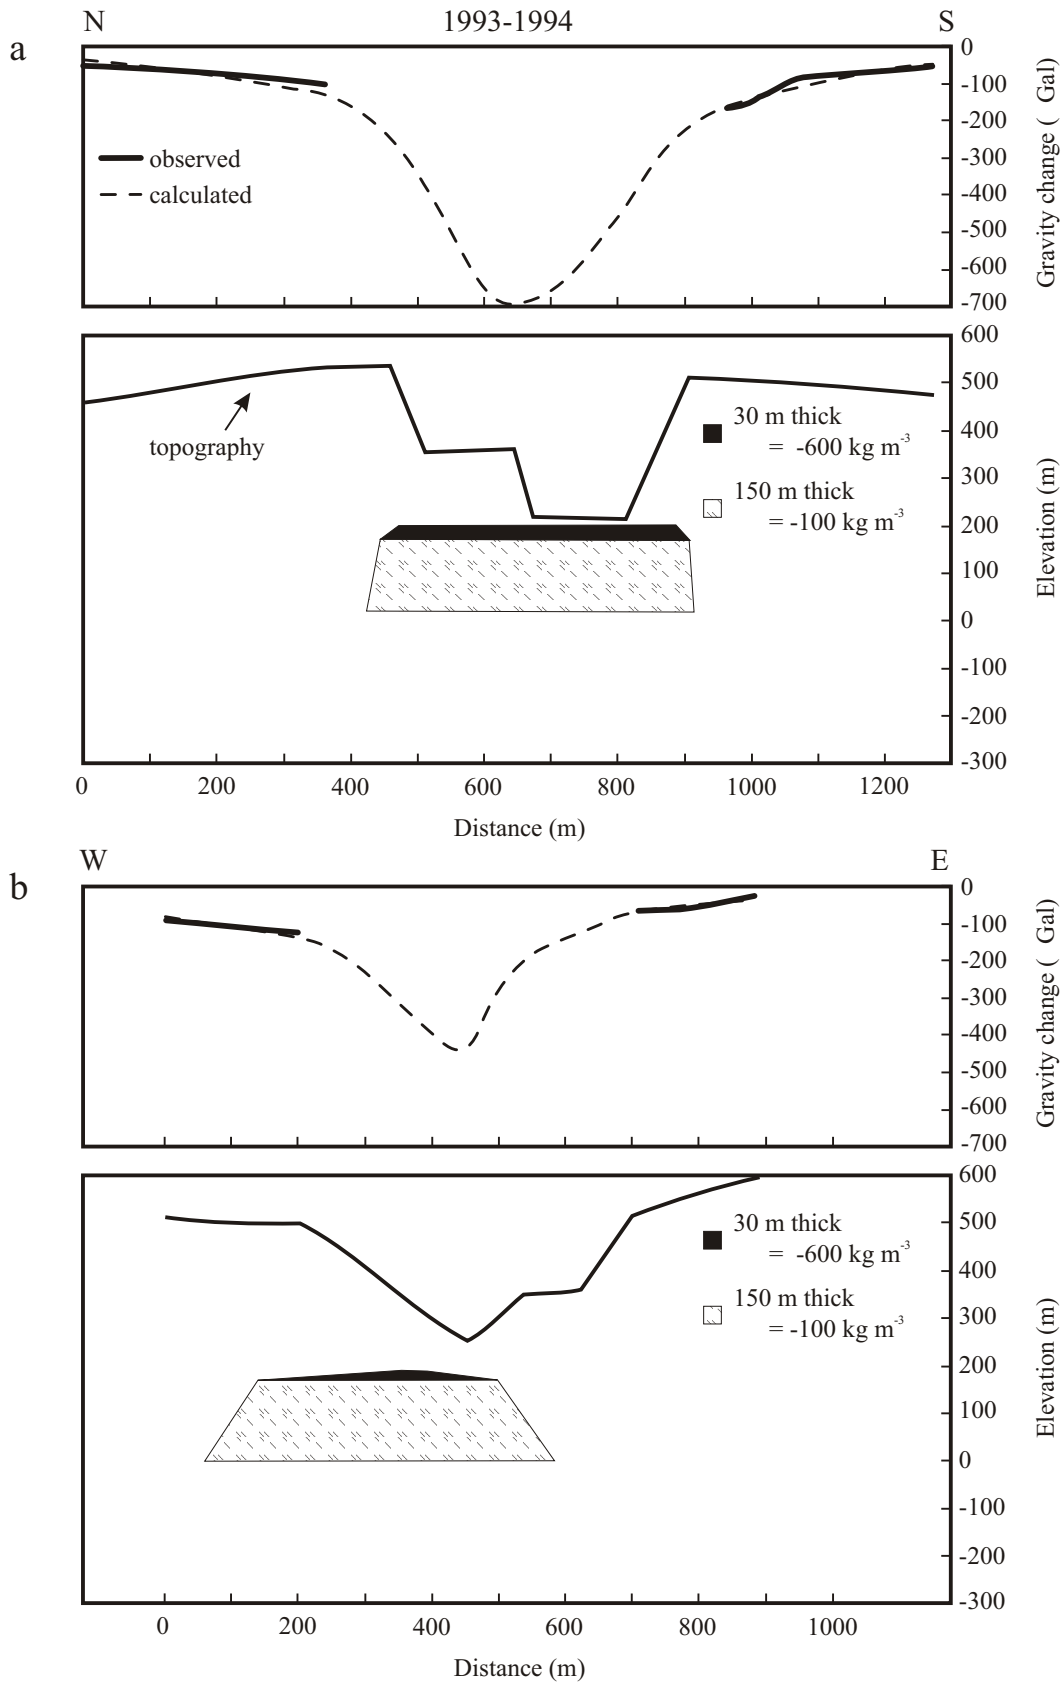 N 1993-1994 S
a
0
-100
-200
-300
-400
-500
-600
-700
Gravity change ( Gal)
observed
calculated
600
500
400
300
200
100
0
-100
-200
-300
Elevation (m)
topography
30 m thick
= -600 kg m⁻³
150 m thick
= -100 kg m⁻³
0 200 400 600 800 1000 1200
Distance (m)
W E
b
0
-100
-200
-300
-400
-500
-600
-700
Gravity change ( Gal)
600
500
400
300
200
100
0
-100
-200
-300
Elevation (m)
30 m thick
= -600 kg m⁻³
150 m thick
= -100 kg m⁻³
0 200 400 600 800 1000
Distance (m)